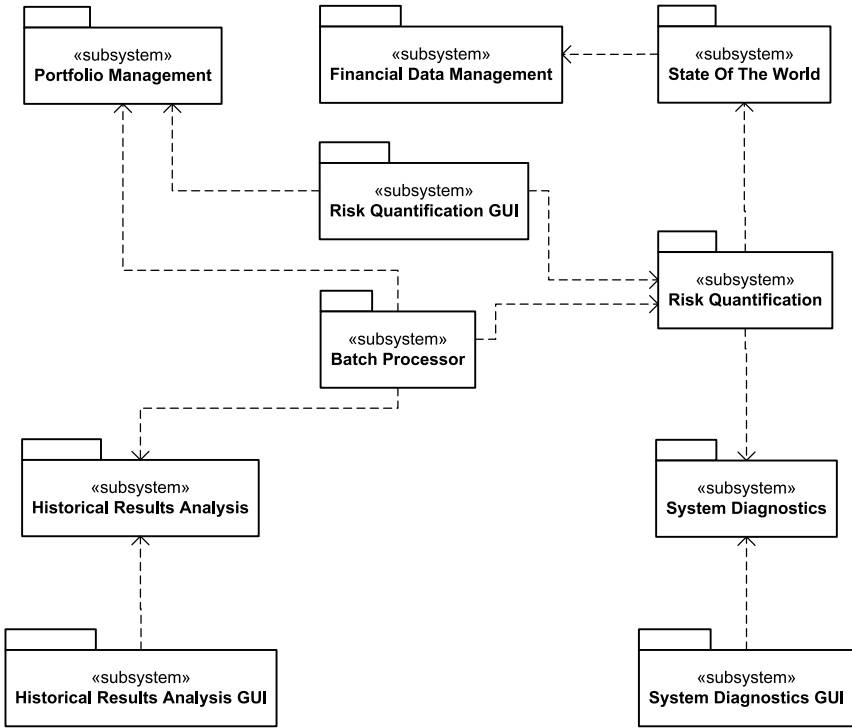 «subsystem»
Portfolio Management
«subsystem»
Financial Data Management
«subsystem»
State Of The World
«subsystem»
Risk Quantification GUI
«subsystem»
Risk Quantification
«subsystem»
Batch Processor
«subsystem»
Historical Results Analysis
«subsystem»
System Diagnostics
«subsystem»
Historical Results Analysis GUI
«subsystem»
System Diagnostics GUI